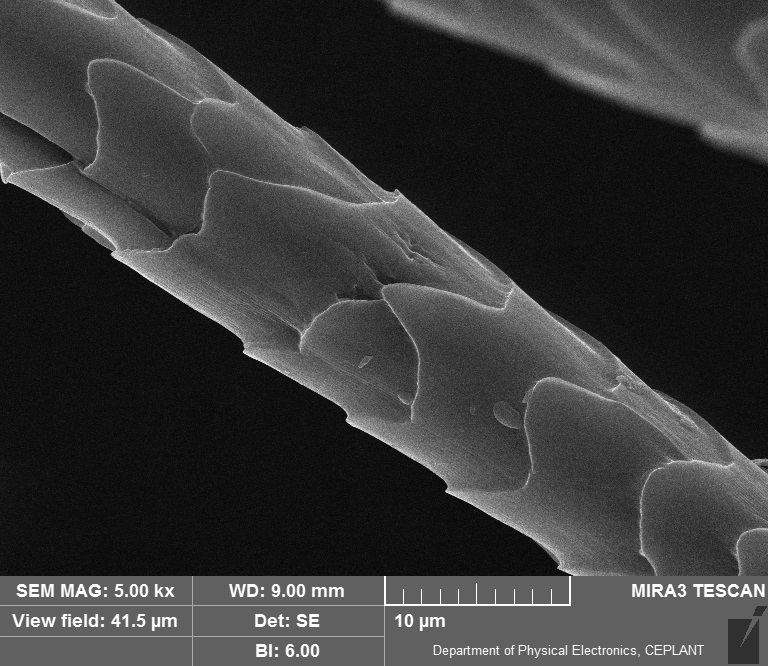 SEM MAG: 5.00 kx
WD: 9.00 mm
MIRA3 TESCAN
View field: 41.5 µm
Det: SE
10 µm
BI: 6.00
Department of Physical Electronics, CEPLANT